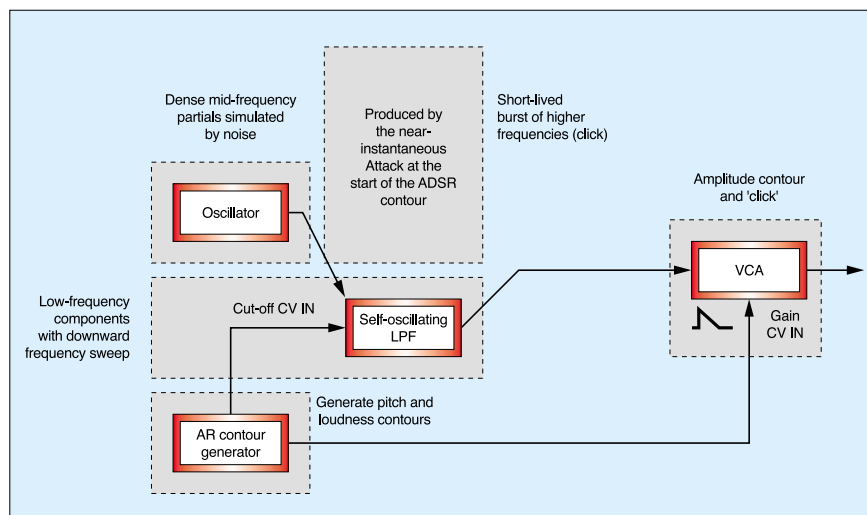 Dense mid-frequency
partials simulated
by noise
Produced by
the near-
instantaneous
Attack at the
start of the ADSR
contour
Short-lived
burst of higher
frequencies (click)
Amplitude contour
and 'click'
Oscillator
VCA
Low-frequency
components
with downward
frequency sweep
Cut-off CV IN
Self-oscillating
LPF
Gain
CV IN
Generate pitch and
loudness contours
AR contour
generator